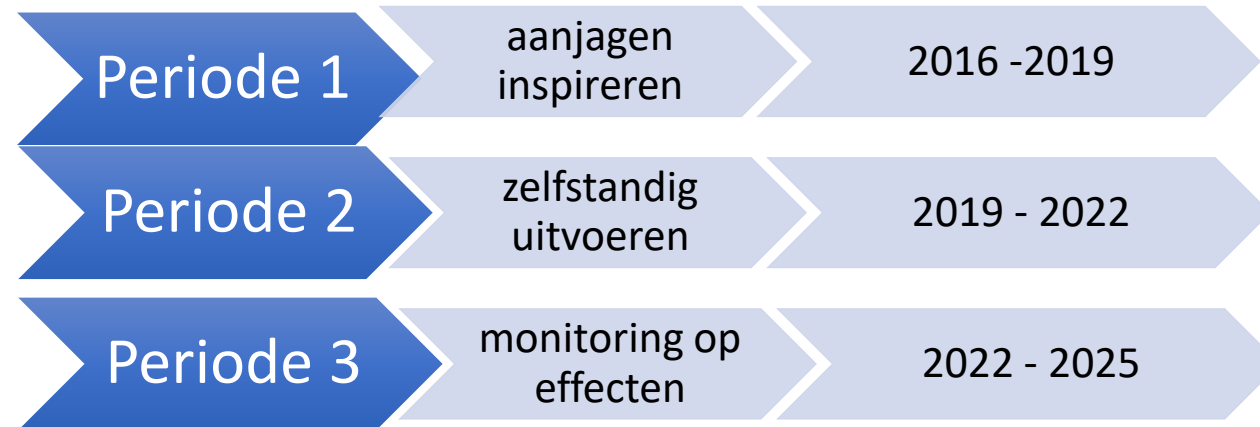 Periode 1
aanjagen
inspireren
2016 -2019
Periode 2
zelfstandig
uitvoeren
2019 - 2022
Periode 3
monitoring op
effecten
2022 - 2025